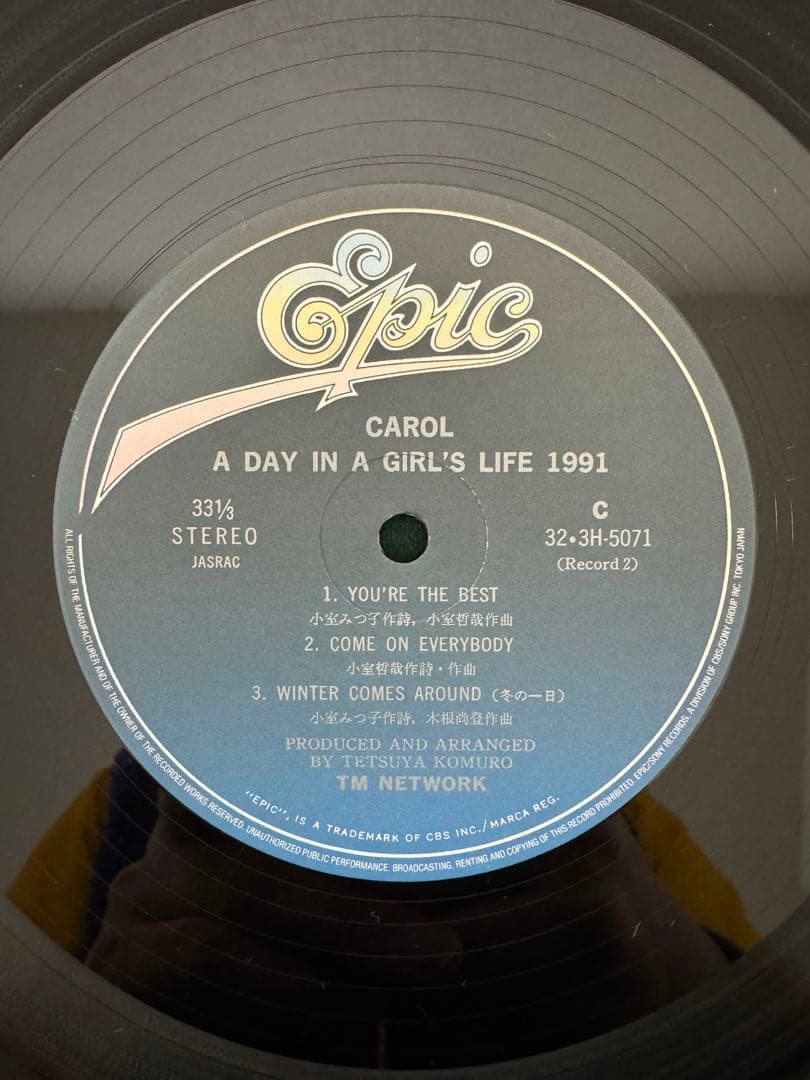 Epic
CAROL
A DAY IN A GIRL'S LIFE 1991
33⅓
STEREO
JASRAC
C
32・3H-5071
(Record 2)
1. YOU'RE THE BEST
小室みつ子作詩, 小室哲哉作曲
2. COME ON EVERYBODY
小室哲哉作詩・作曲
3. WINTER COMES AROUND (冬の一日)
小室みつ子作詩, 木根尚登作曲
PRODUCED AND ARRANGED
BY TETSUYA KOMURO
TM NETWORK
"EPIC", IS A TRADEMARK OF CBS INC./MARCA REG.
ALL RIGHTS OF THE MANUFACTURER AND OF THE OWNER OF THE RECORDED WORKS RESERVED. UNAUTHORIZED PUBLIC PERFORMANCE. BROADCASTING. RENTING AND COPYING OF THIS RECORD PROHIBITED. EPIC/SONY RECORDS. A DIVISION OF CBS/SONY GROUP INC. TOKYO JAPAN